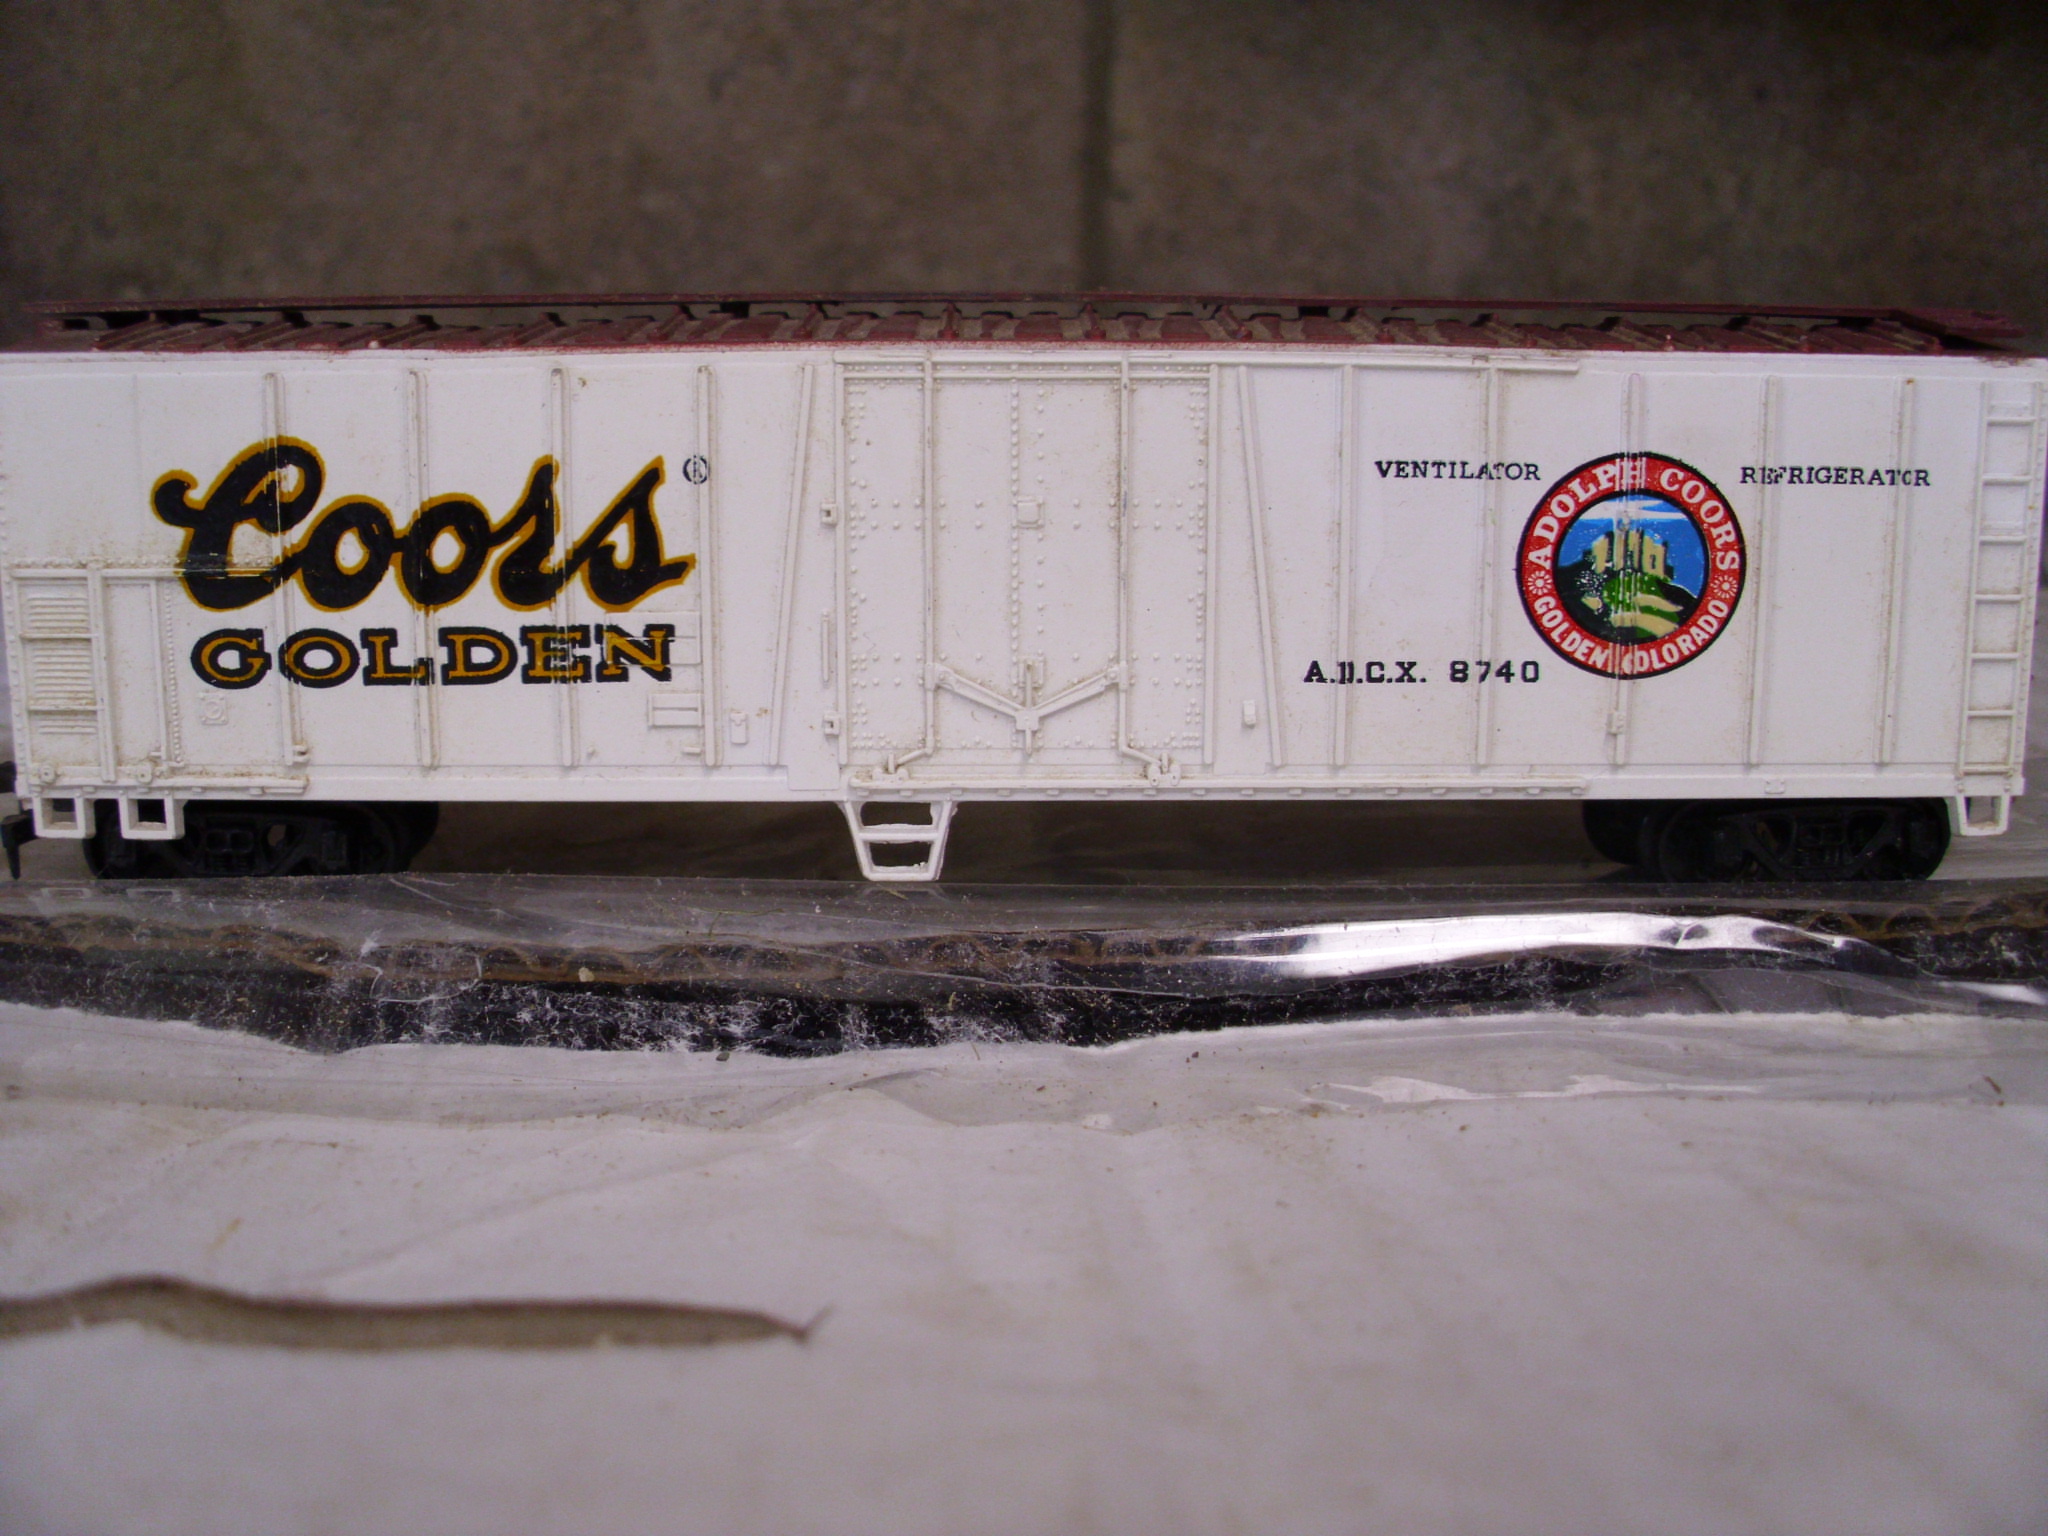 Coors ®
GOLDEN
VENTILATOR
ADOLPH COORS
GOLDEN COLORADO
REFRIGERATOR
A.D.C.X. 8740